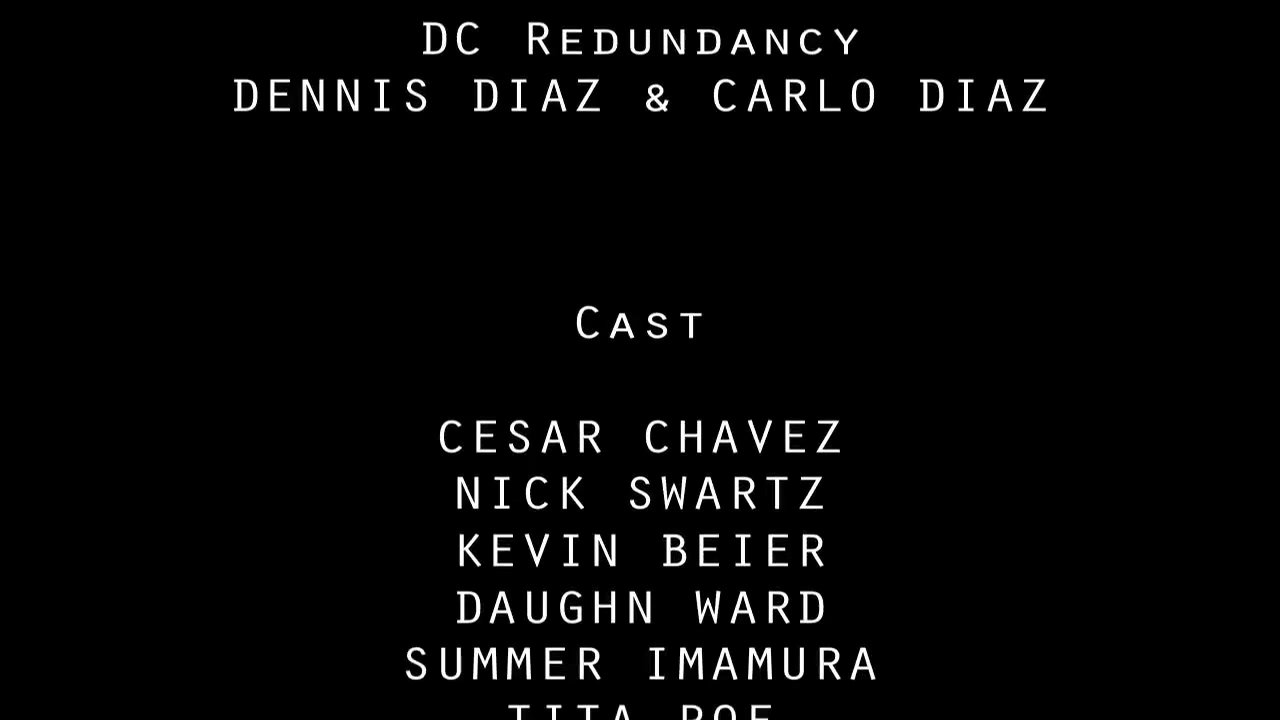 DC Redundancy
DENNIS DIAZ & CARLO DIAZ
Cast
CESAR CHAVEZ
NICK SWARTZ
KEVIN BEIER
DAUGHN WARD
SUMMER IMAMURA